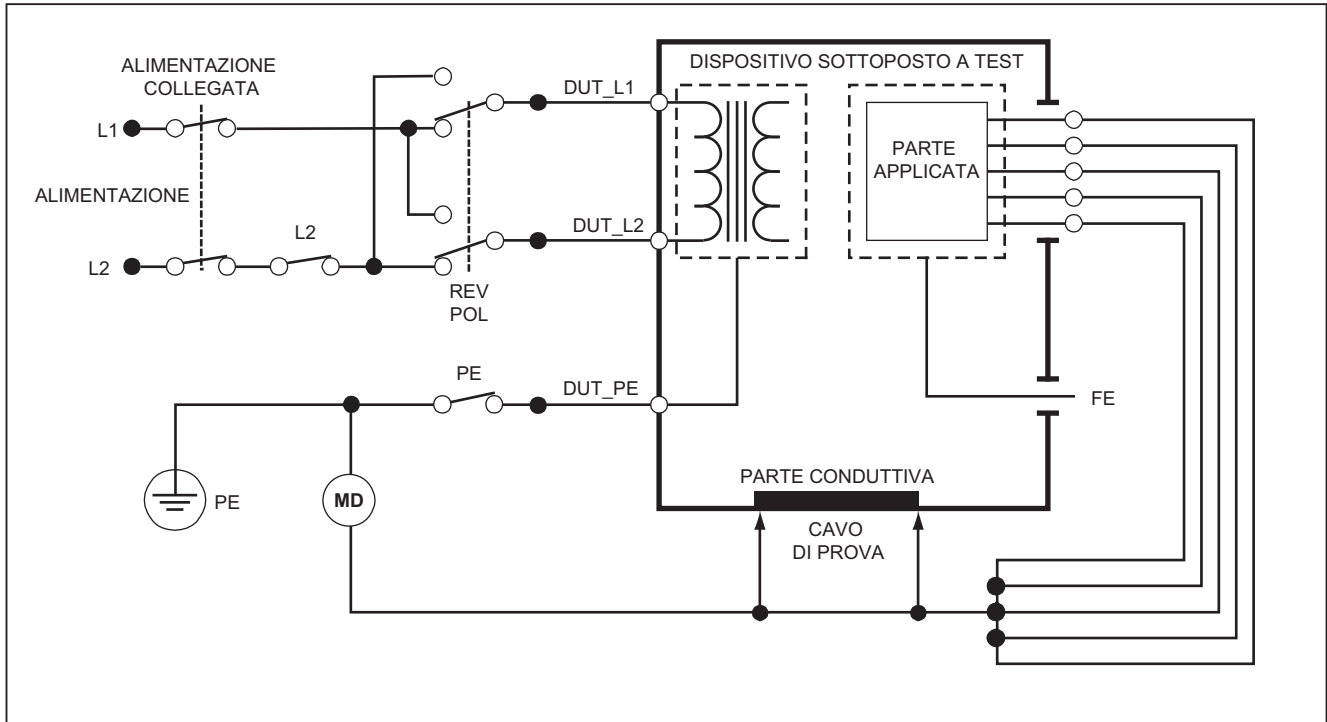 ALIMENTAZIONE
COLLEGATA
L1
ALIMENTAZIONE
L2
L2
REV
POL
DUT_L1
DUT_L2
DISPOSITIVO SOTTOPOSTO A TEST
PARTE
APPLICATA
PE
DUT_PE
FE
PE
MD
PARTE CONDUTTIVA
CAVO
DI PROVA